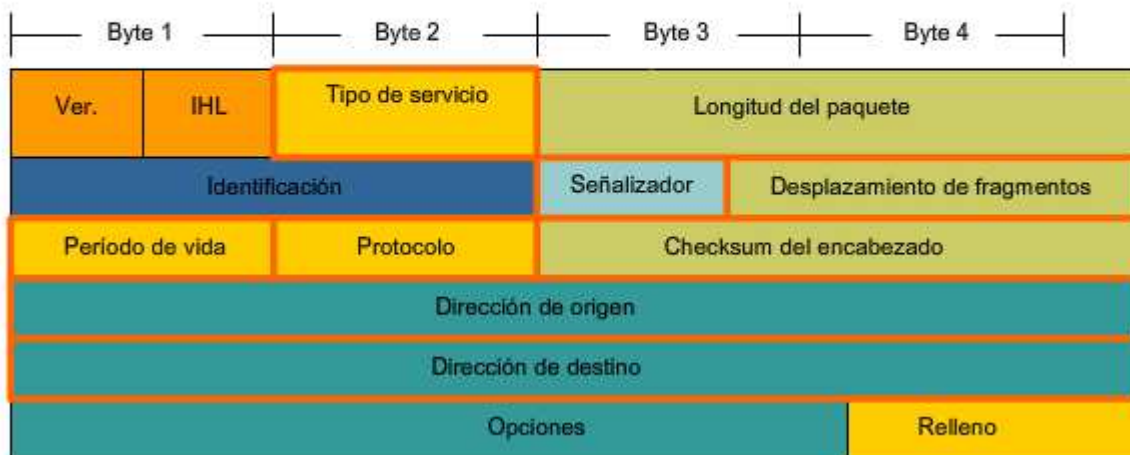 Byte 1 Byte 2 Byte 3 Byte 4
Ver. IHL Tipo de servicio Longitud del paquete
Identificación Señalizador Desplazamiento de fragmentos
Período de vida Protocolo Checksum del encabezado
Dirección de origen
Dirección de destino
Opciones Relleno